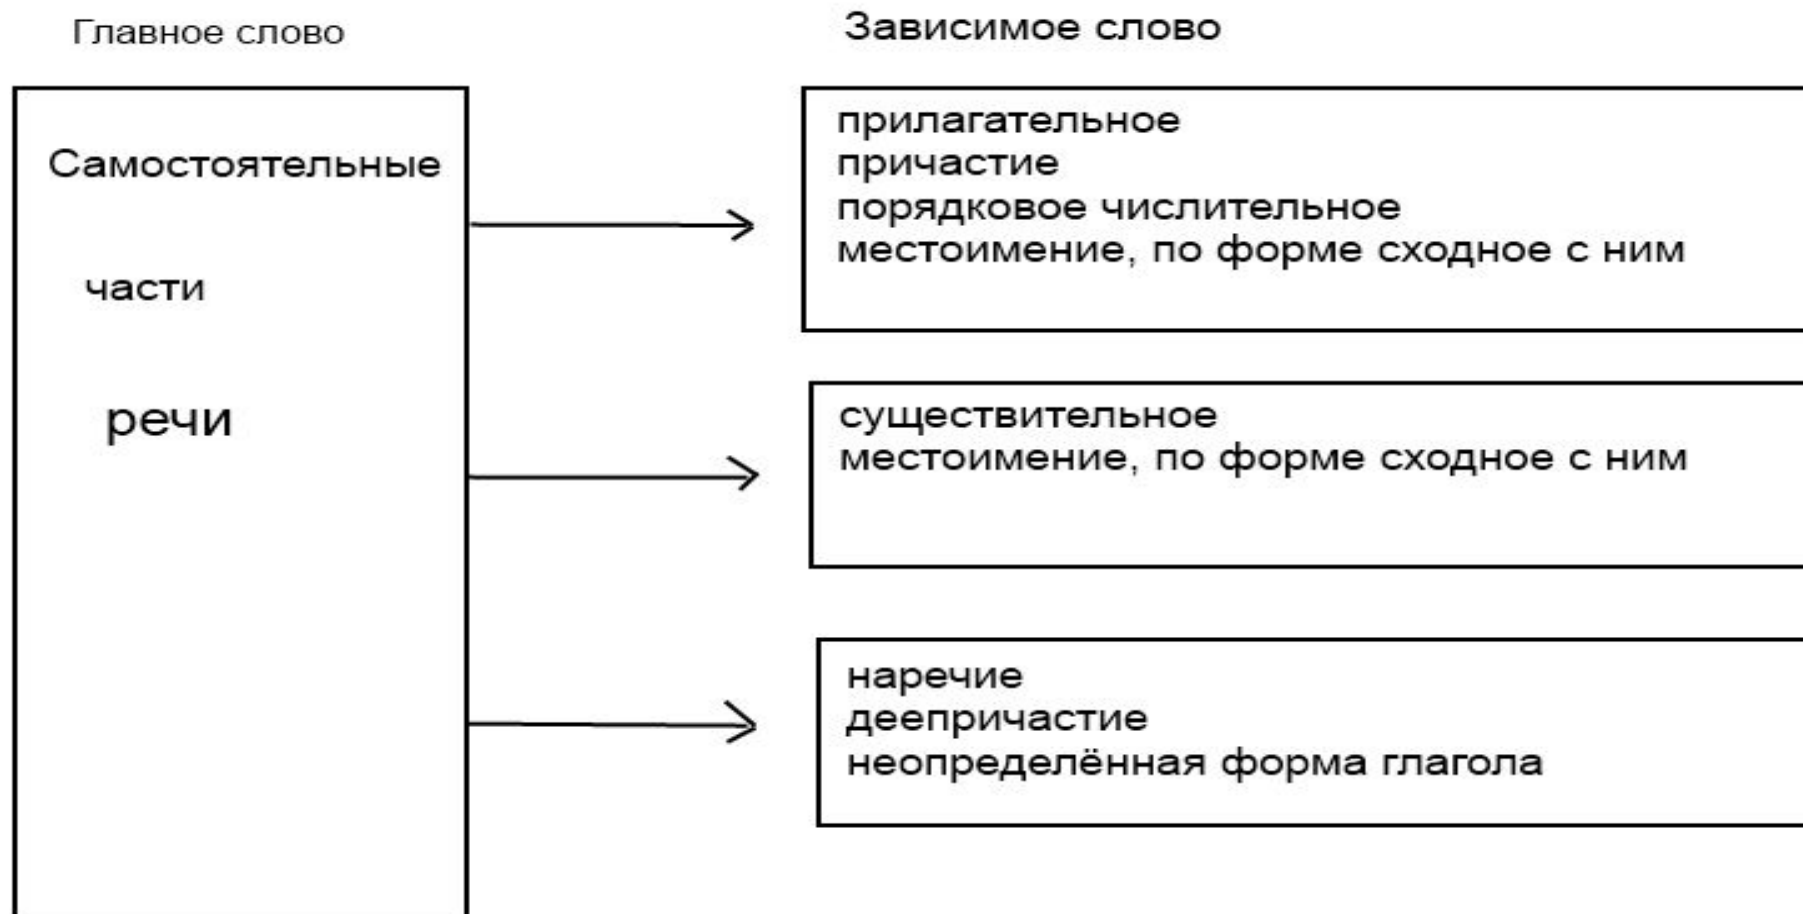 Главное слово
Зависимое слово
Самостоятельные
части
речи
прилагательное
причастие
порядковое числительное
местоимение, по форме сходное с ним
существительное
местоимение, по форме сходное с ним
наречие
деепричастие
неопределённая форма глагола